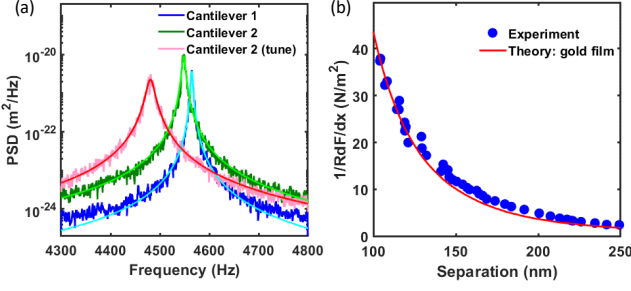 (a)
Cantilever 1
Cantilever 2
Cantilever 2 (tune)
PSD (m²/Hz)
10⁻²⁰
10⁻²²
10⁻²⁴
4300 4400 4500 4600 4700 4800
Frequency (Hz)
(b)
Experiment
Theory: gold film
1/RdF/dx (N/m²)
40
30
20
10
0
100 150 200 250
Separation (nm)